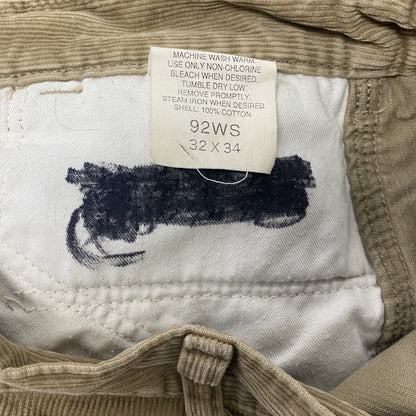 MACHINE WASH WARM.
USE ONLY NON-CHLORINE
BLEACH WHEN DESIRED.
TUMBLE DRY LOW.
REMOVE PROMPTLY.
STEAM IRON WHEN DESIRED.
SHELL: 100% COTTON
92WS
32 X 34